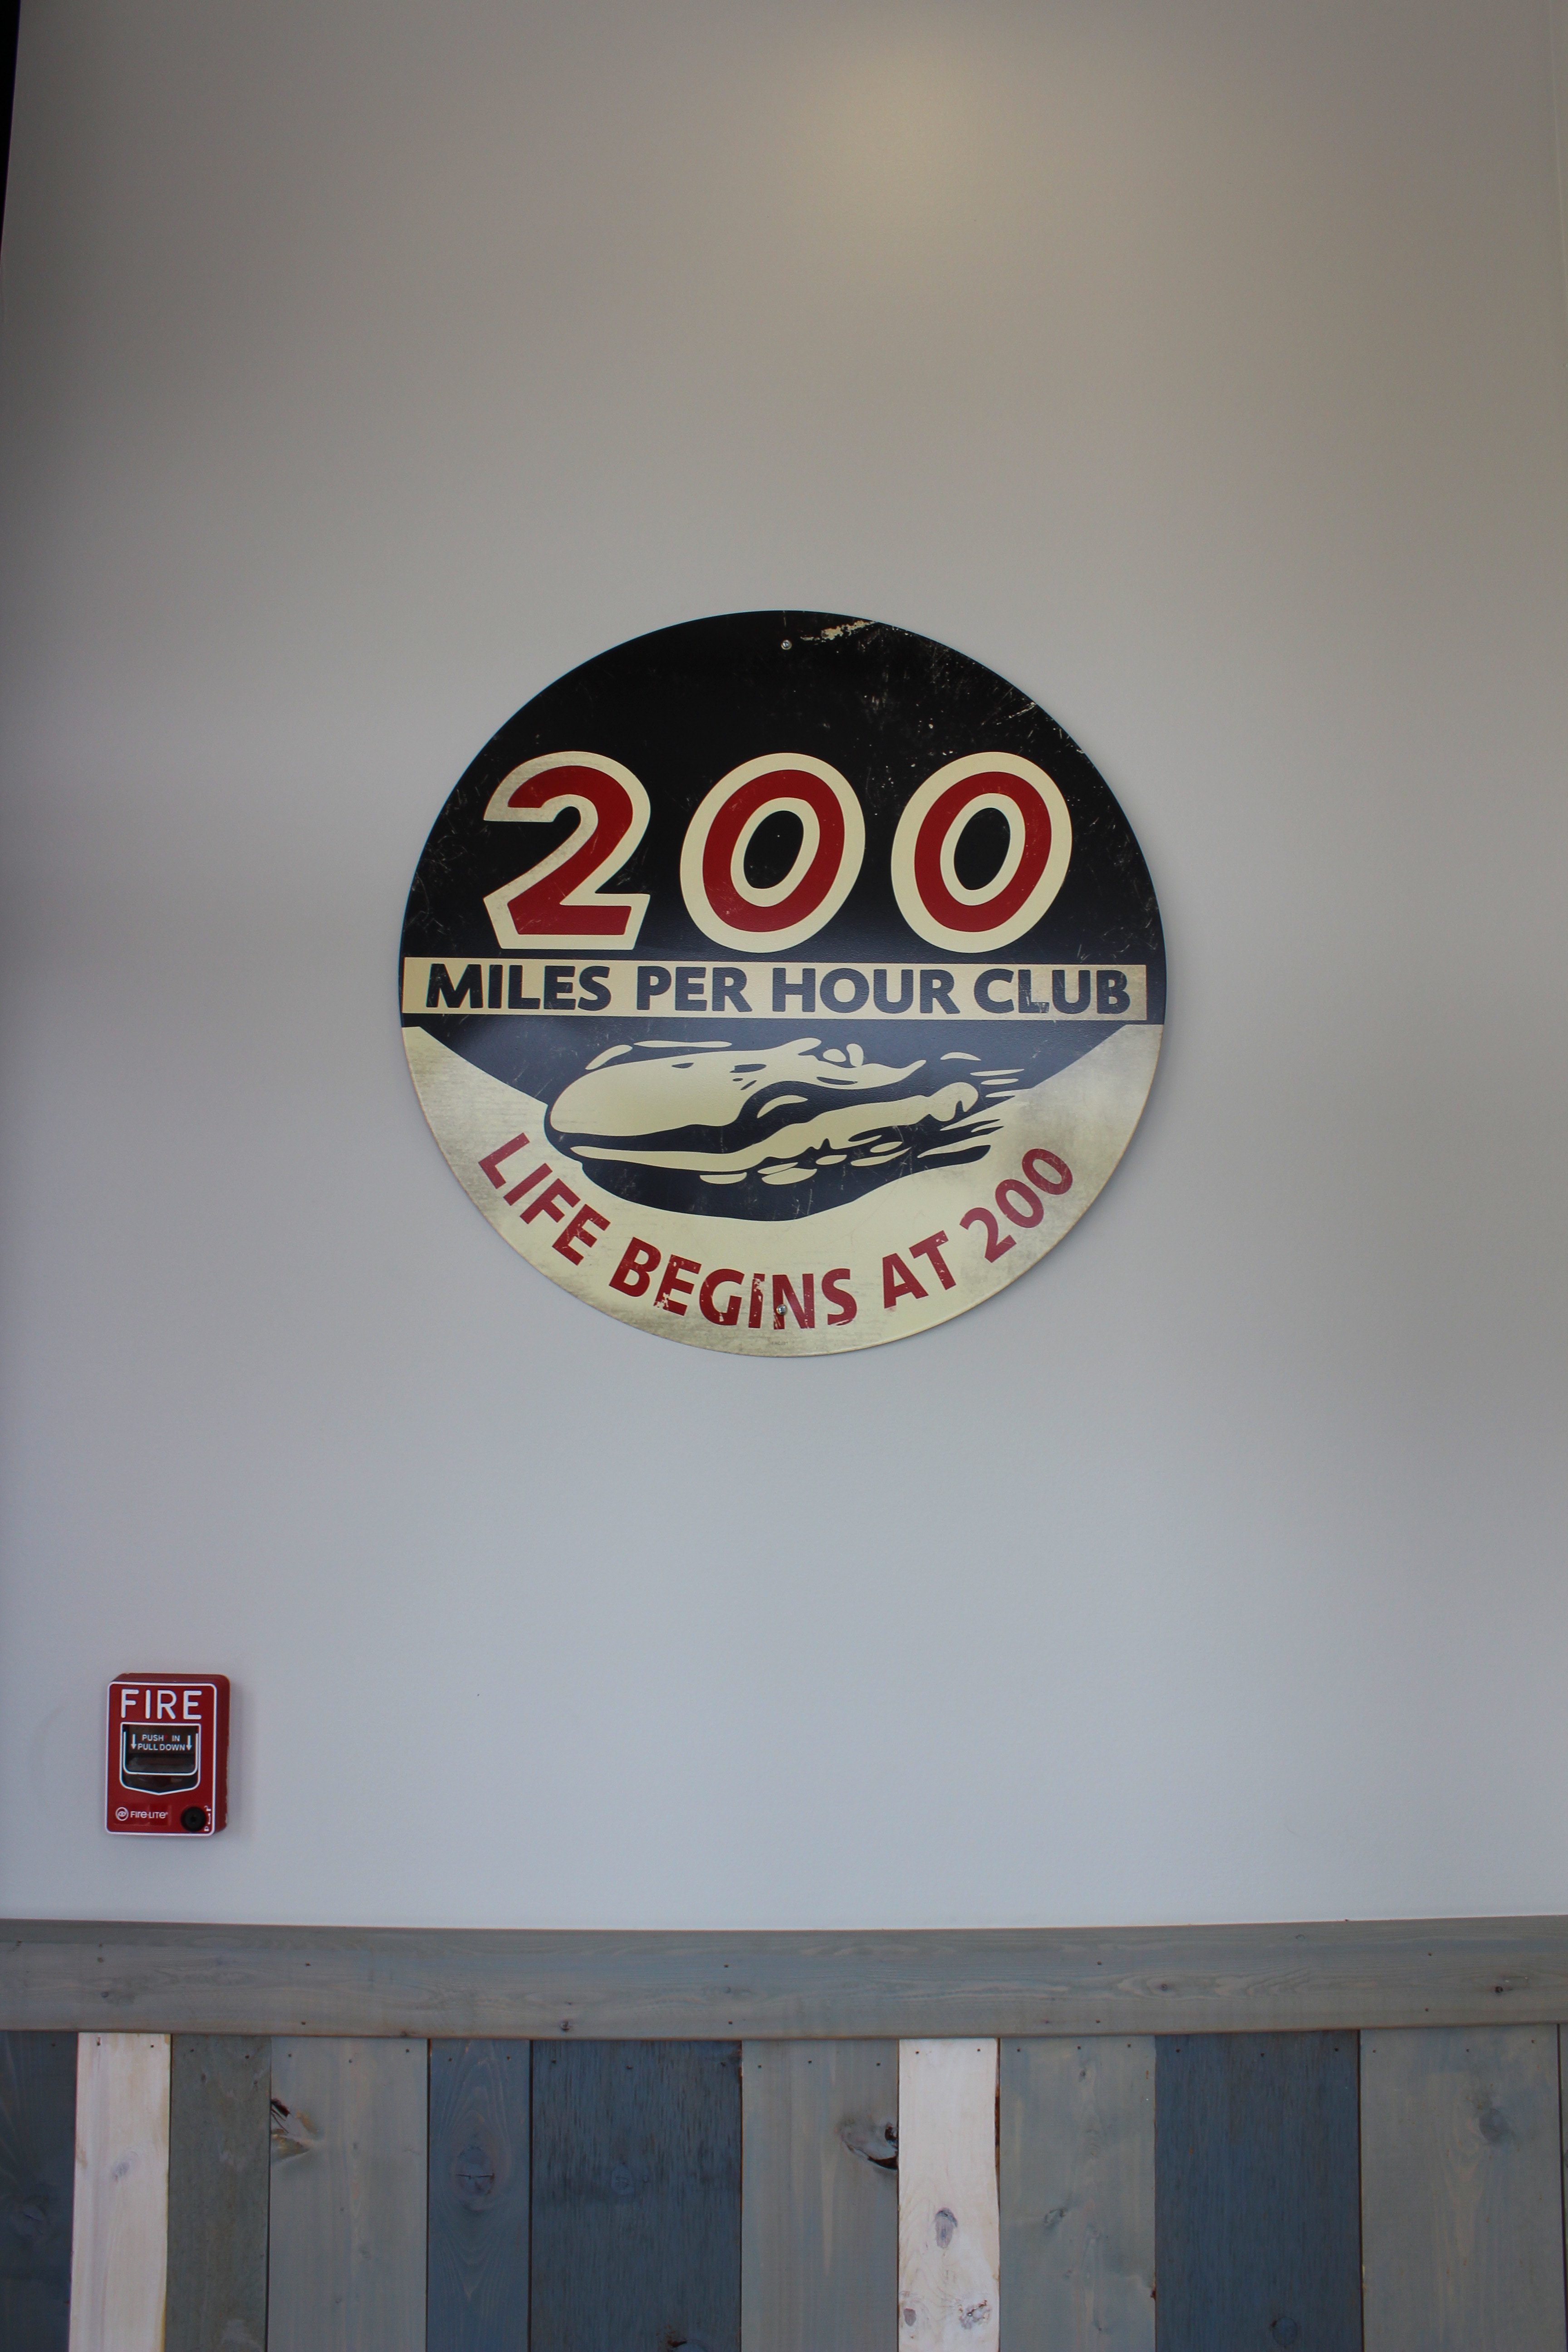 200
MILES PER HOUR CLUB
LIFE BEGINS AT 200
FIRE
PUSH IN
PULL DOWN
FIRE-LITE